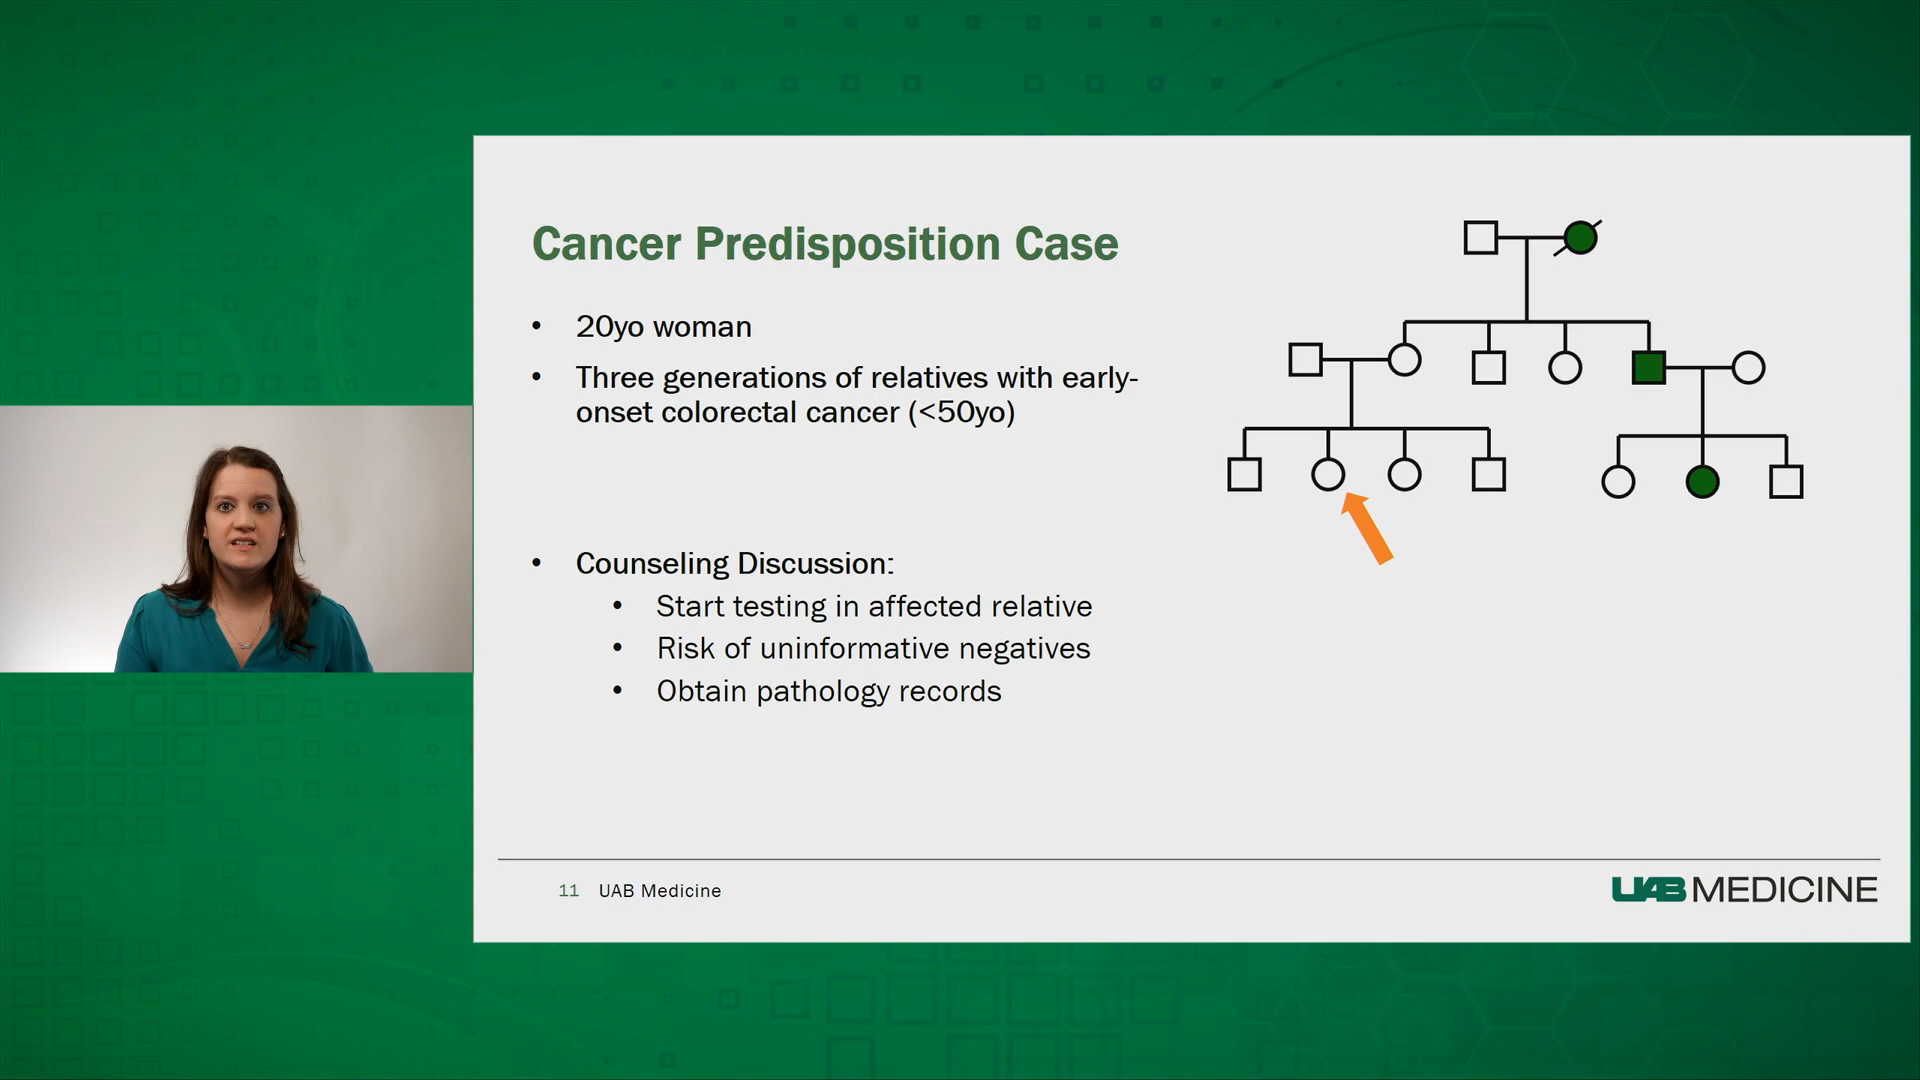 Cancer Predisposition Case
• 20yo woman
• Three generations of relatives with early-
onset colorectal cancer (<50yo)
• Counseling Discussion:
• Start testing in affected relative
• Risk of uninformative negatives
• Obtain pathology records
11 UAB Medicine
UAB MEDICINE